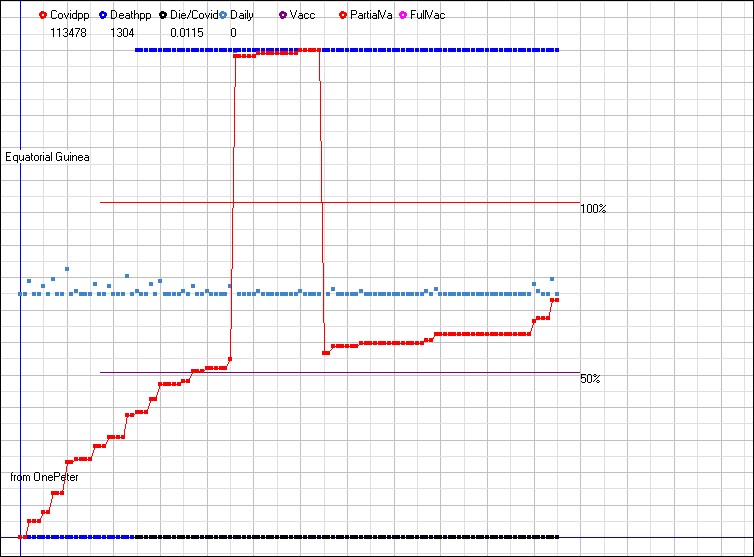 Covidpp Deathpp Die/Covid Daily Vacc PartialVa FullVac
113478 1304 0.0115 0
Equatorial Guinea
100%
50%
from OnePeter